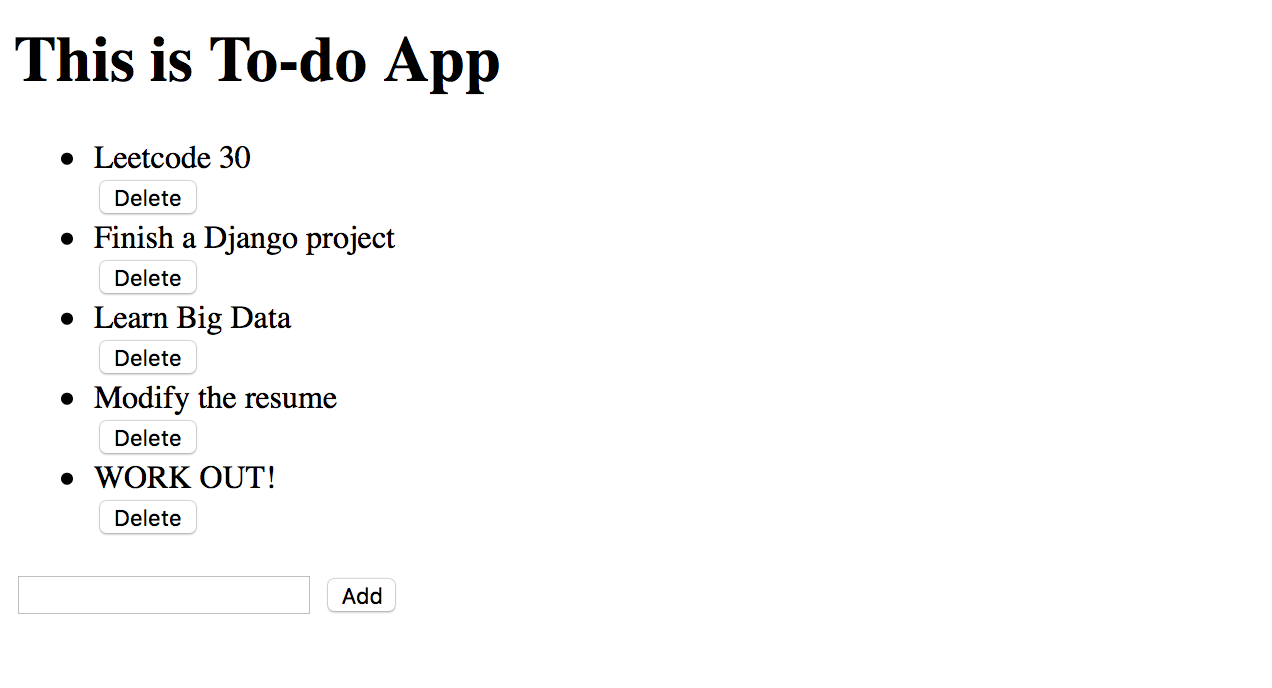 This is To-do App
Leetcode 30
Delete
Finish a Django project
Delete
Learn Big Data
Delete
Modify the resume
Delete
WORK OUT!
Delete
Add